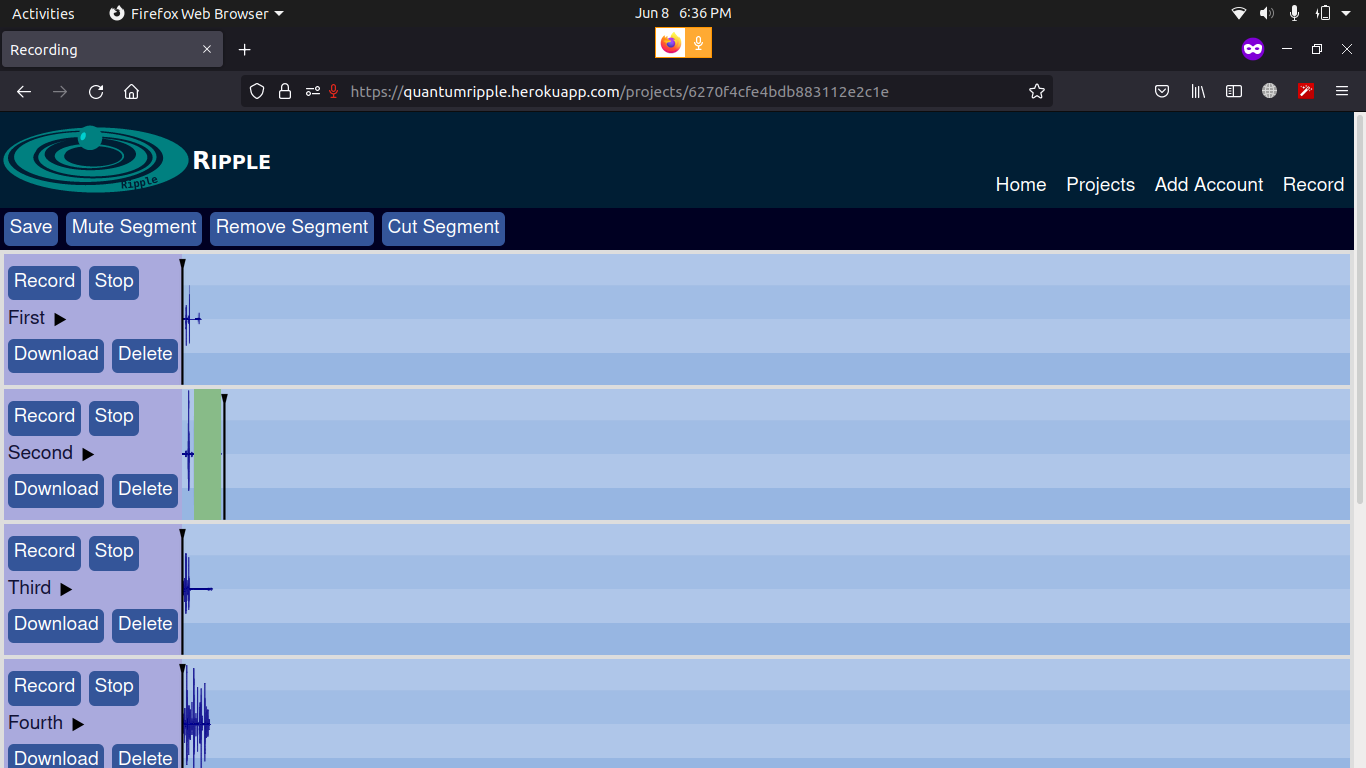 Activities Firefox Web Browser Jun 8 6:36 PM
Recording
https://quantumripple.herokuapp.com/projects/6270f4cfe4bdb883112e2c1e
Ripple
RIPPLE
Home Projects Add Account Record
Save Mute Segment Remove Segment Cut Segment
Record Stop
First
Download Delete
Record Stop
Second
Download Delete
Record Stop
Third
Download Delete
Record Stop
Fourth
Download Delete